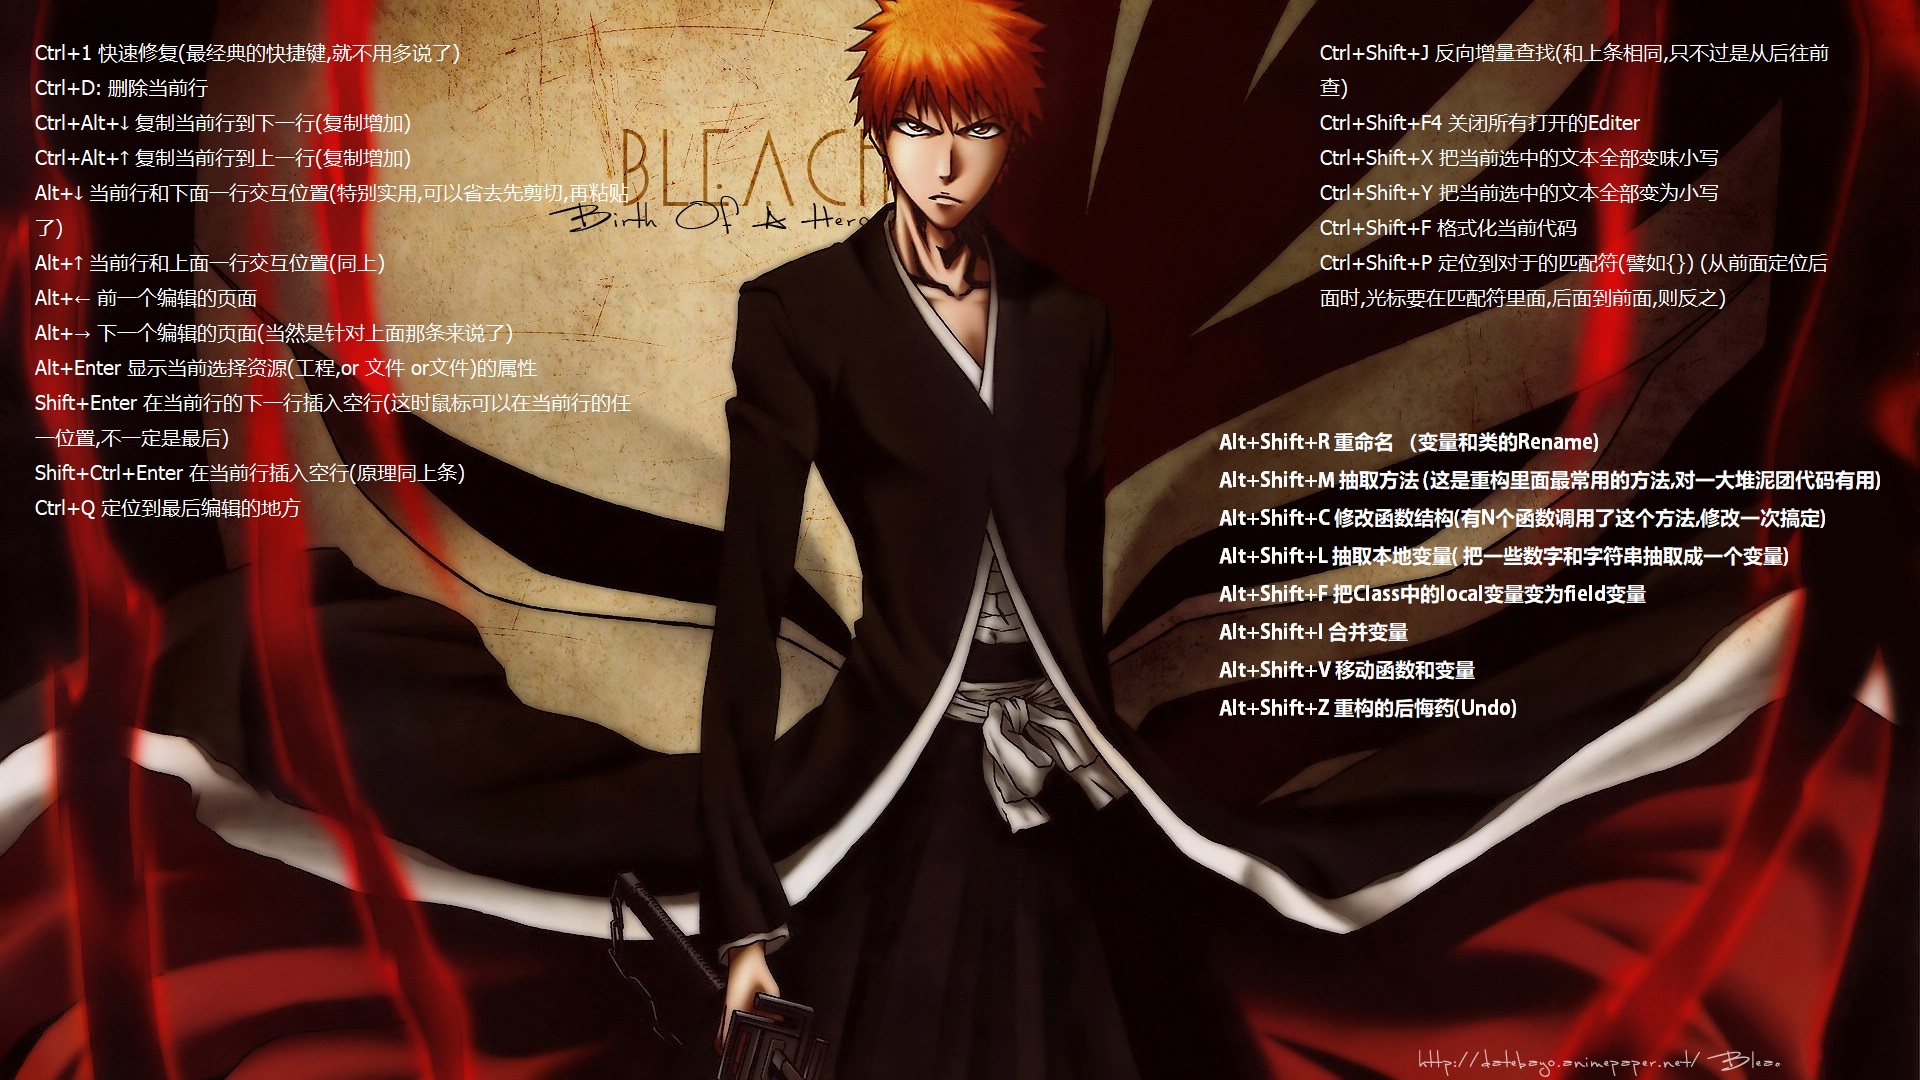 Ctrl+1 快速修复(最经典的快捷键,就不用多说了)
Ctrl+D: 删除当前行
Ctrl+Alt+↓ 复制当前行到下一行(复制增加)
Ctrl+Alt+↑ 复制当前行到上一行(复制增加)
Alt+↓ 当前行和下面一行交互位置(特别实用,可以省去先剪切,再粘贴
了)
Alt+↑ 当前行和上面一行交互位置(同上)
Alt+← 前一个编辑的页面
Alt+→ 下一个编辑的页面(当然是针对上面那条来说了)
Alt+Enter 显示当前选择资源(工程,or 文件 or文件)的属性
Shift+Enter 在当前行的下一行插入空行(这时鼠标可以在当前行的任
一位置,不一定是最后)
Shift+Ctrl+Enter 在当前行插入空行(原理同上条)
Ctrl+Q 定位到最后编辑的地方
BLEACH
Birth Of A Hero
Ctrl+Shift+J 反向增量查找(和上条相同,只不过是从后往前
查)
Ctrl+Shift+F4 关闭所有打开的Editer
Ctrl+Shift+X 把当前选中的文本全部变味小写
Ctrl+Shift+Y 把当前选中的文本全部变为小写
Ctrl+Shift+F 格式化当前代码
Ctrl+Shift+P 定位到对于的匹配符(譬如{}) (从前面定位后
面时,光标要在匹配符里面,后面到前面,则反之)
Alt+Shift+R 重命名 （变量和类的Rename)
Alt+Shift+M 抽取方法 (这是重构里面最常用的方法,对一大堆泥团代码有用)
Alt+Shift+C 修改函数结构(有N个函数调用了这个方法,修改一次搞定)
Alt+Shift+L 抽取本地变量( 把一些数字和字符串抽取成一个变量)
Alt+Shift+F 把Class中的local变量变为field变量
Alt+Shift+I 合并变量
Alt+Shift+V 移动函数和变量
Alt+Shift+Z 重构的后悔药(Undo)
http://datebayo.animepaper.net/